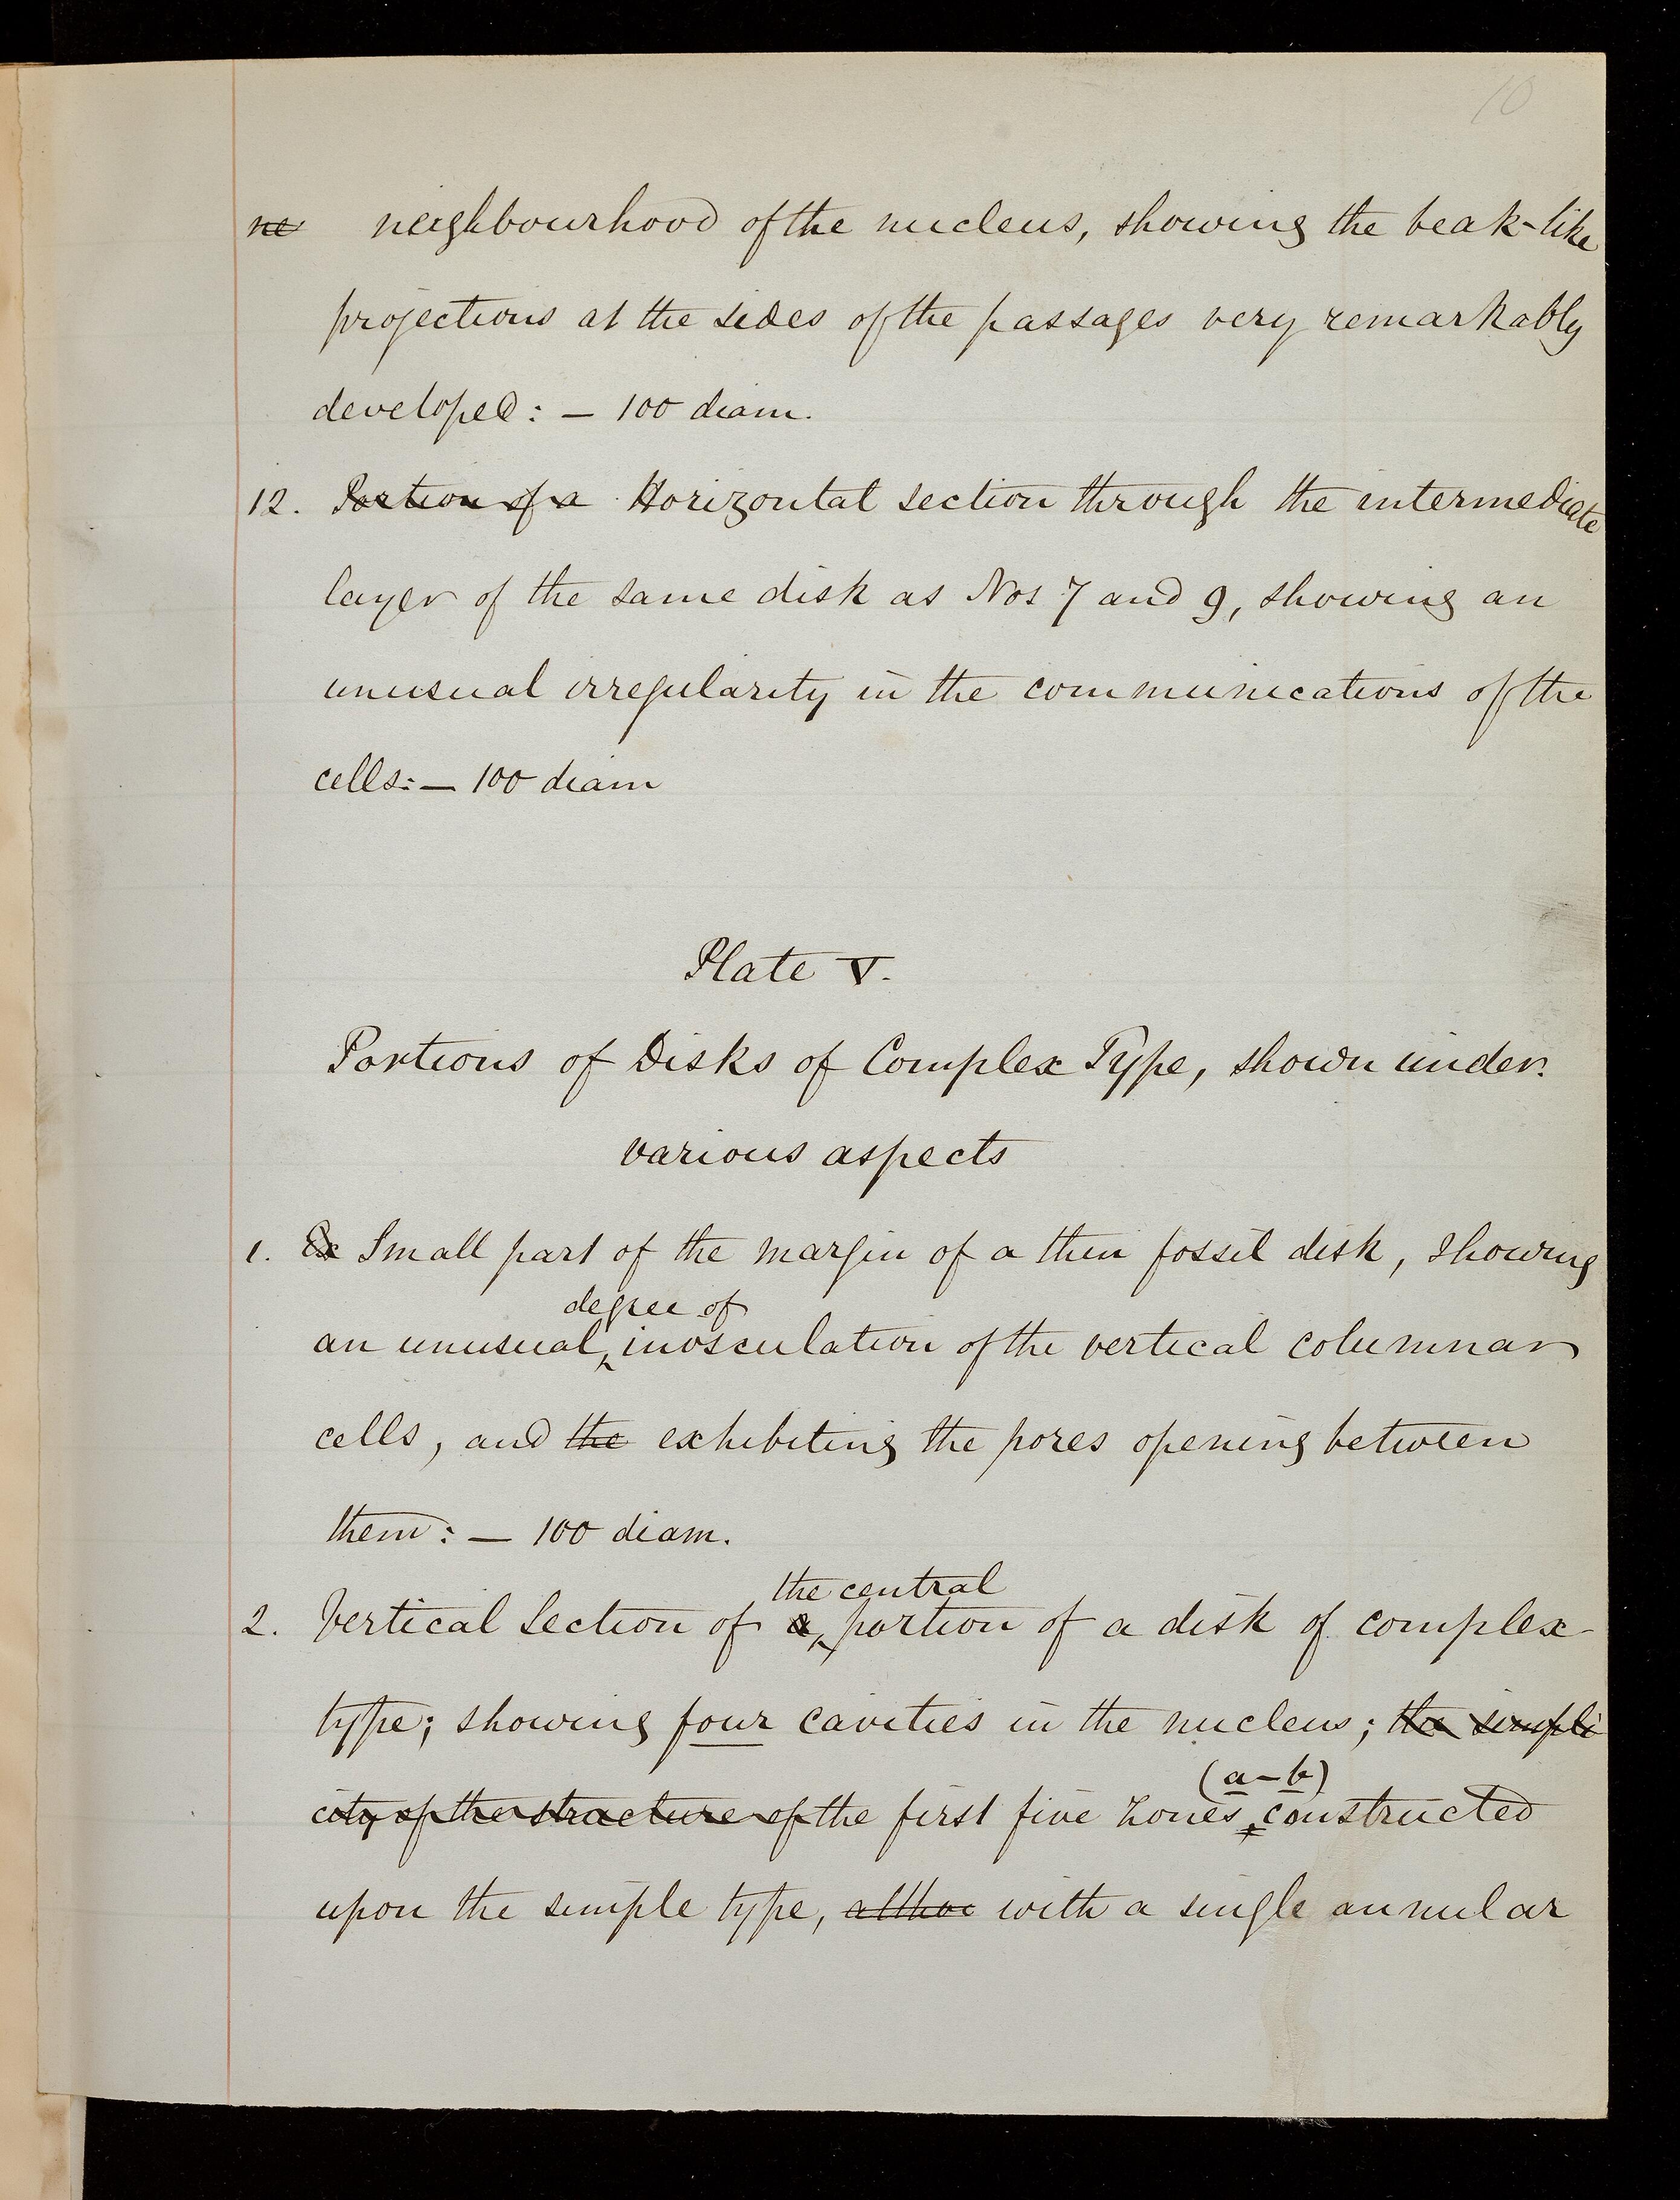 10
ne neighbourhood of the nucleus, showing the beak-like
projections at the sides of the passages very remarkably
developed: — 100 diam.
12. Portion of a Horizontal section through the intermediate
layer of the same disk as Nos 7 and 9, showing an
unusual irregularity in the communications of the
cells: — 100 diam
Plate V.
Portions of Disks of Complex Type, shown under
various aspects
1. Ex Small part of the margin of a thin fossil disk, showing
degree of
an unusual inosculation of the vertical columnar
cells, and the exhibiting the pores opening between
them: — 100 diam.
the central
2. Vertical Section of a portion of a disk of complex
type; showing four cavities in the nucleus; the simpli
(a-b)
city of the structure of the first five zones constructed
upon the simple type, altho with a single annular